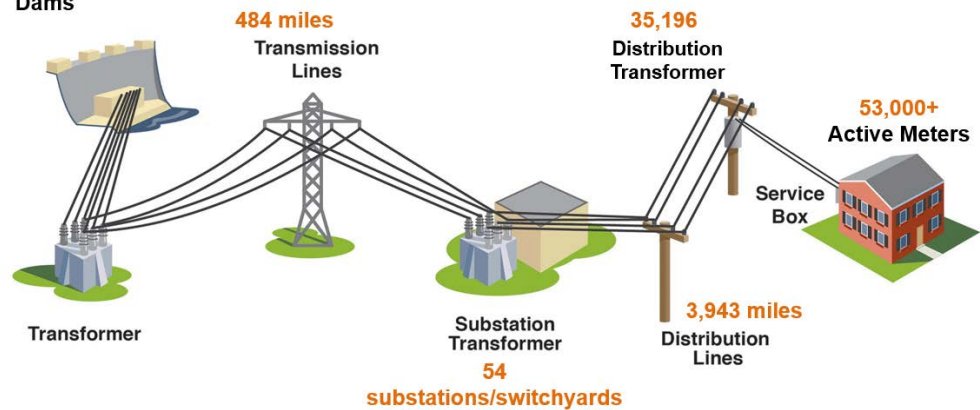 Dams
484 miles
Transmission
Lines
35,196
Distribution
Transformer
53,000+
Active Meters
Service
Box
Transformer
Substation
Transformer
54
substations/switchyards
3,943 miles
Distribution
Lines